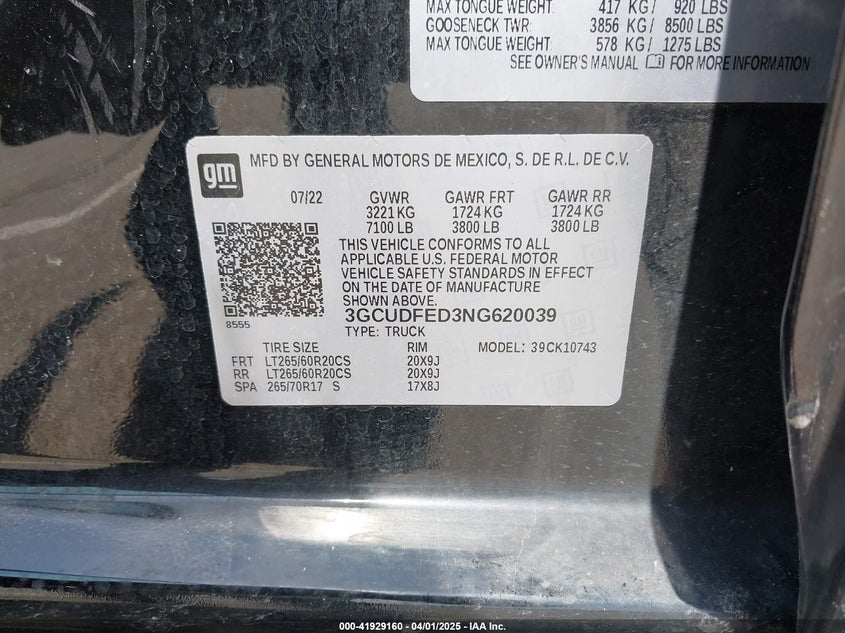 MAX TONGUE WEIGHT: 417 KG / 920 LBS
GOOSENECK TWR: 3856 KG / 8500 LBS
MAX TONGUE WEIGHT: 578 KG / 1275 LBS
SEE OWNER'S MANUAL FOR MORE INFORMATION
gm MFD BY GENERAL MOTORS DE MEXICO, S. DE R.L. DE C.V.
07/22 GVWR GAWR FRT GAWR RR
3221 KG 1724 KG 1724 KG
7100 LB 3800 LB 3800 LB
THIS VEHICLE CONFORMS TO ALL
APPLICABLE U.S. FEDERAL MOTOR
VEHICLE SAFETY STANDARDS IN EFFECT
ON THE DATE OF MANUFACTURE
SHOWN ABOVE.
8555
3GCUDFED3NG620039
TYPE: TRUCK
TIRE SIZE RIM MODEL: 39CK10743
FRT LT265/60R20CS 20X9J
RR LT265/60R20CS 20X9J
SPA 265/70R17 S 17X8J
000-41929160 - 04/01/2025 - IAA Inc.